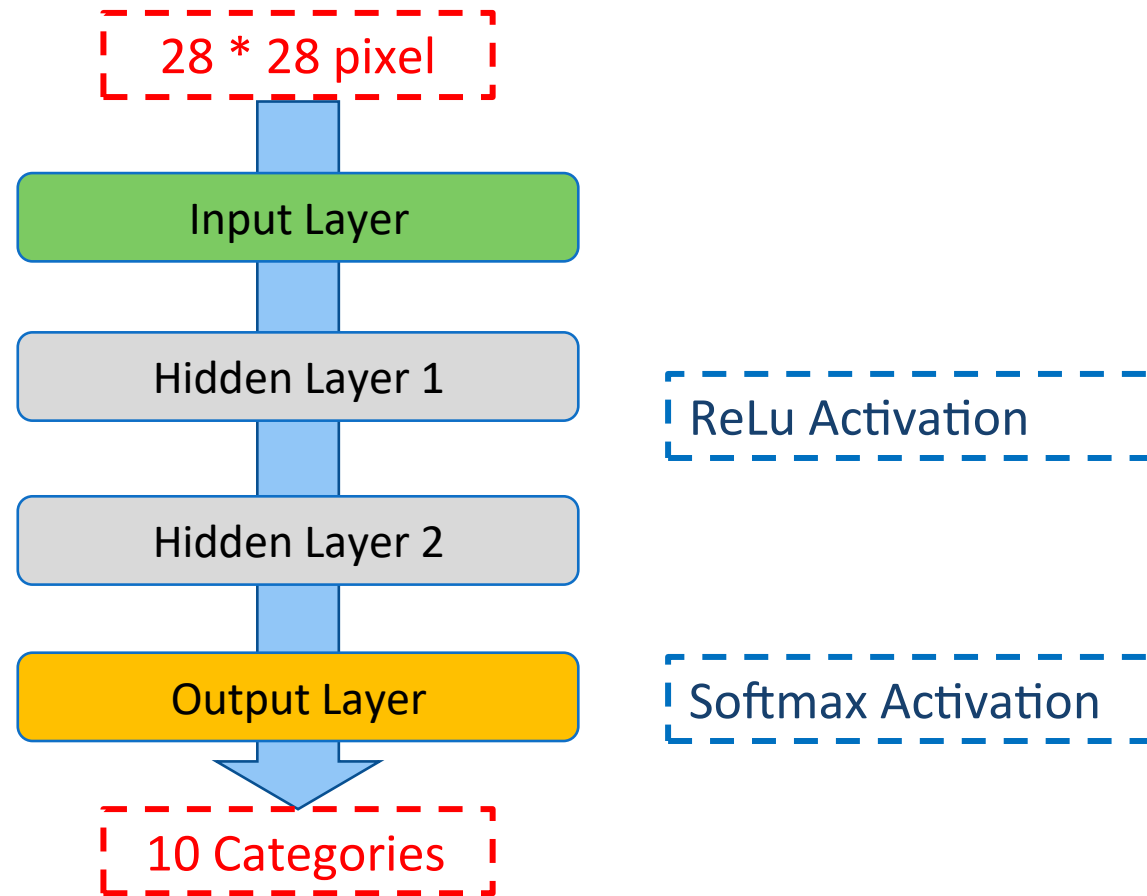 28 * 28 pixel
Input Layer
Hidden Layer 1
ReLu Activation
Hidden Layer 2
Output Layer
Softmax Activation
10 Categories